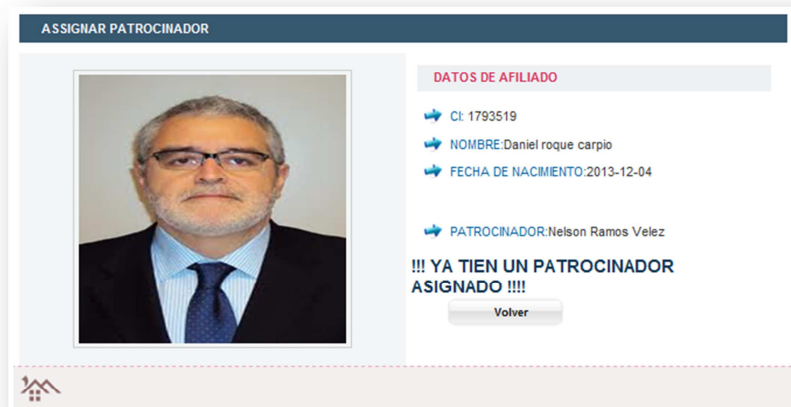 ASSIGNAR PATROCINADOR
DATOS DE AFILIADO
CI: 1793519
NOMBRE:Daniel roque carpio
FECHA DE NACIMIENTO:2013-12-04
PATROCINADOR:Nelson Ramos Velez
!!! YA TIEN UN PATROCINADOR
ASIGNADO !!!!
Volver